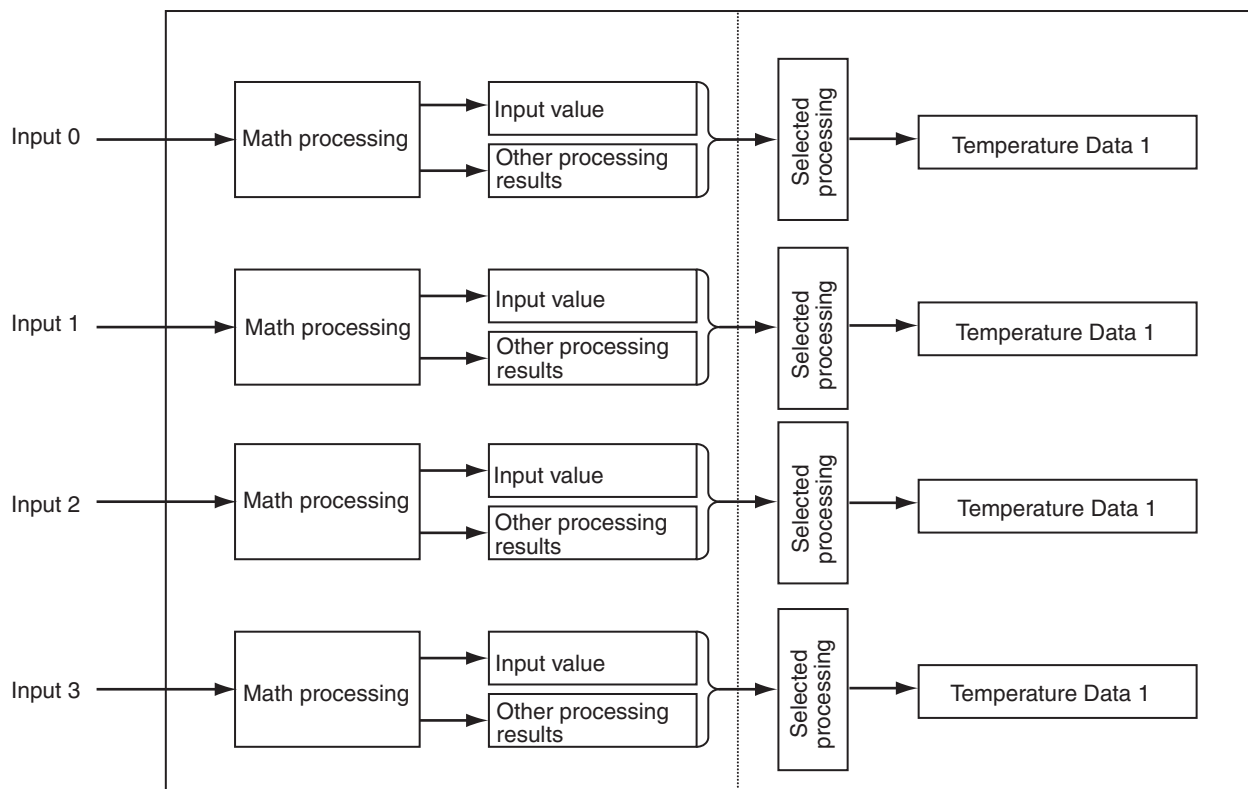 Input 0
Math processing
Input value
Other processing
results
Selected
processing
Temperature Data 1
Input 1
Math processing
Input value
Other processing
results
Selected
processing
Temperature Data 1
Input 2
Math processing
Input value
Other processing
results
Selected
processing
Temperature Data 1
Input 3
Math processing
Input value
Other processing
results
Selected
processing
Temperature Data 1